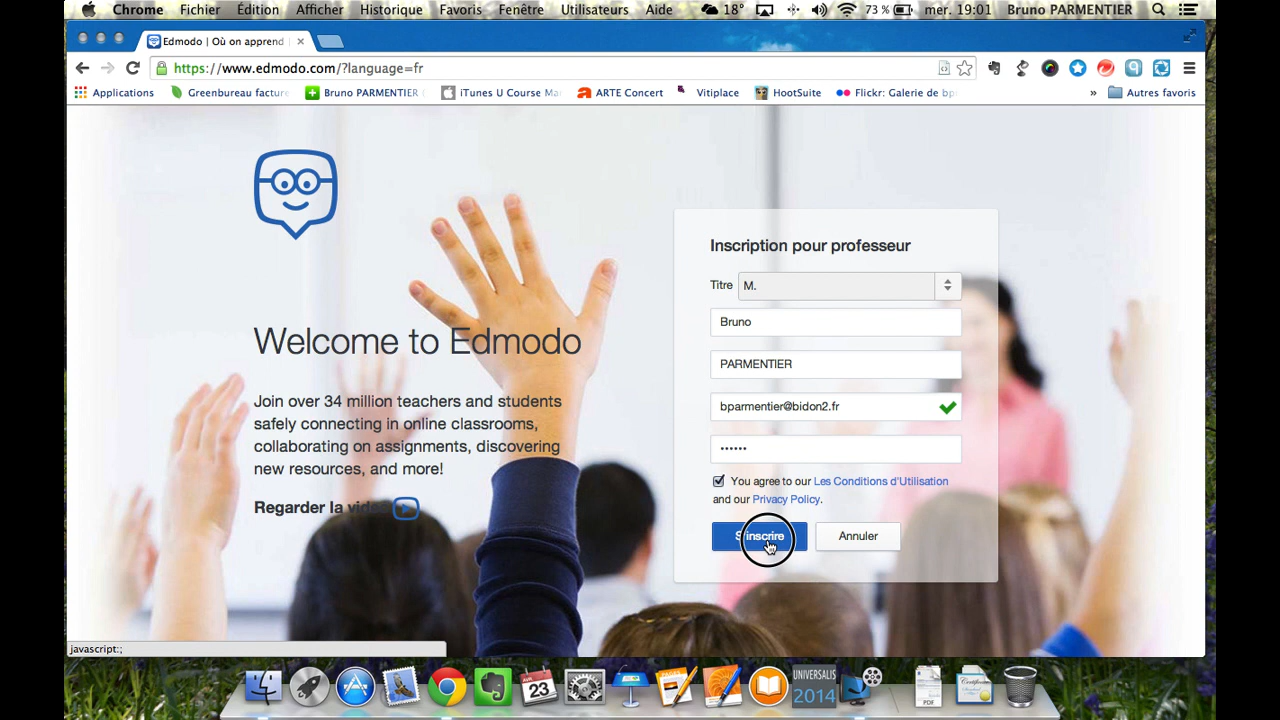 Chrome Fichier Édition Afficher Historique Favoris Fenêtre Utilisateurs Aide 18° 73 % mer. 19:01 Bruno PARMENTIER
Edmodo | Où on apprend
https://www.edmodo.com/?language=fr
Applications Greenbureau facture Bruno PARMENTIER iTunes U Course Ma ARTE Concert Vitiplace HootSuite Flickr: Galerie de bp » Autres favoris
Inscription pour professeur
Titre M.
Bruno
Welcome to Edmodo
PARMENTIER
Join over 34 million teachers and students
safely connecting in online classrooms,
collaborating on assignments, discovering
new resources, and more!
bparmentier@bidon2.fr
••••••
You agree to our Les Conditions d'Utilisation
and our Privacy Policy.
Regarder la vidéo
S'inscrire Annuler
javascript:;
AVR
23
UNIVERSALIS
2014
PDF